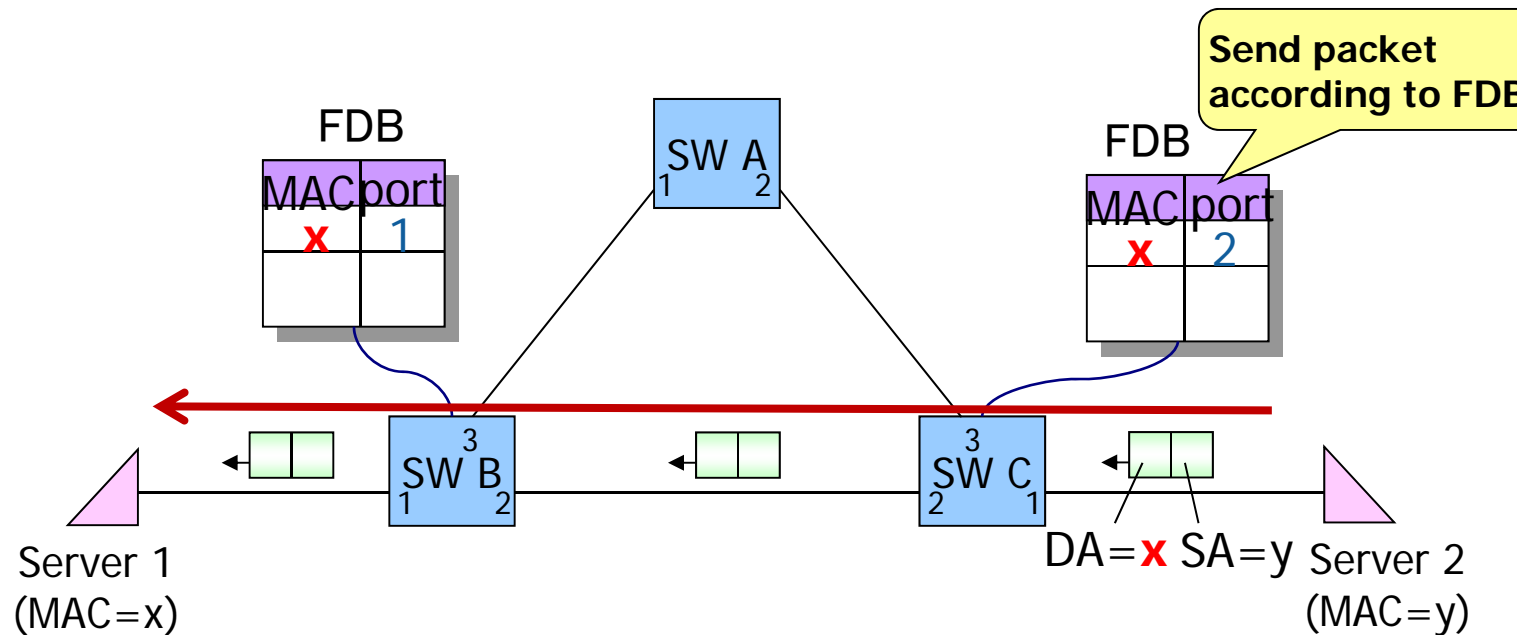 Send packet
according to FDB
FDB
MAC port
x 1
SW A
1 2
FDB
MAC port
x 2
3
SW B
1 2
3
SW C
2 1
DA=x SA=y
Server 1
(MAC=x)
Server 2
(MAC=y)